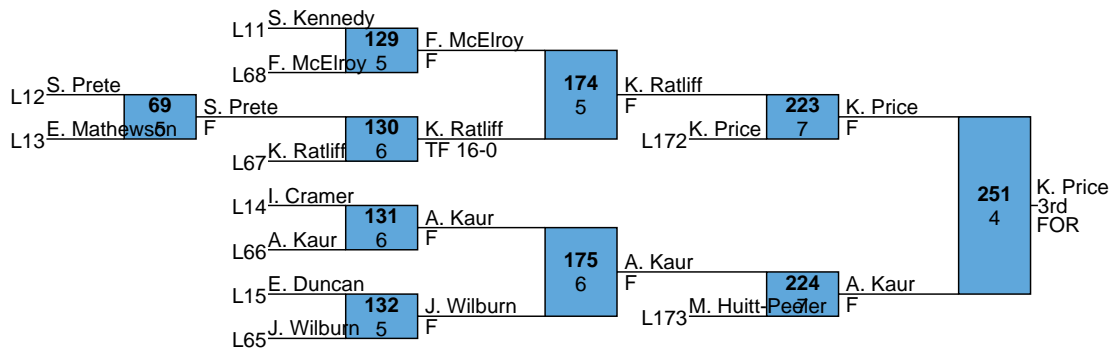 S. Kennedy
L11
129
5
F. McElroy
F
F. McElroy
L68
174
5
K. Ratliff
F
S. Prete
L12
69
5
S. Prete
F
E. Mathewson
L13
130
6
K. Ratliff
TF 16-0
K. Ratliff
L67
223
7
K. Price
F
K. Price
L172
I. Cramer
L14
131
6
A. Kaur
F
A. Kaur
L66
251
4
K. Price
3rd
FOR
175
6
A. Kaur
F
E. Duncan
L15
132
5
J. Wilburn
F
J. Wilburn
L65
224
7
A. Kaur
F
M. Huitt-Peeler
L173